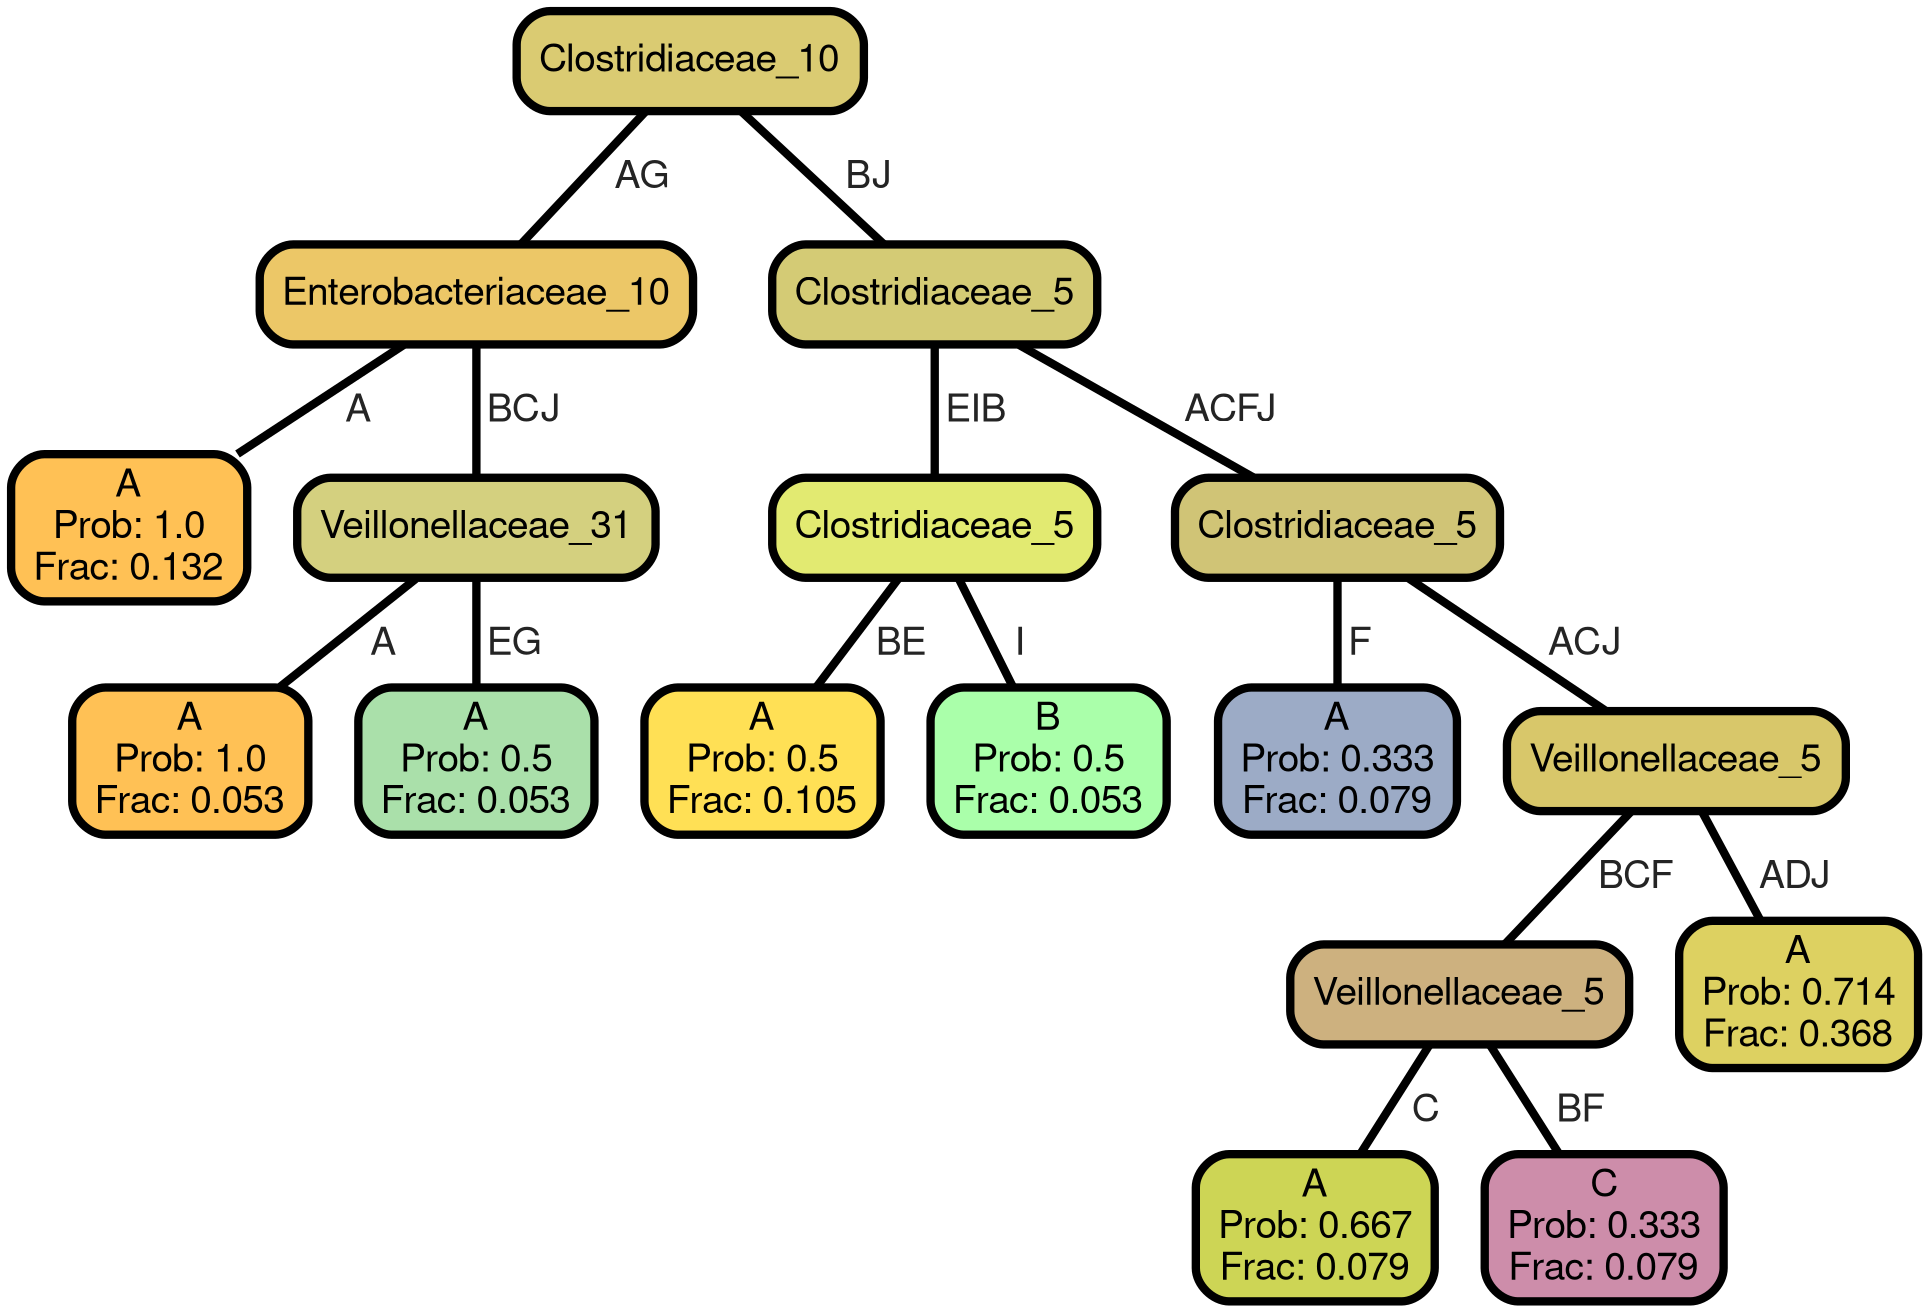 Clostridiaceae_10
AG
BJ
Enterobacteriaceae_10
Clostridiaceae_5
A
BCJ
EIB
ACFJ
A
Prob: 1.0
Frac: 0.132
Veillonellaceae_31
Clostridiaceae_5
Clostridiaceae_5
A
EG
BE
I
F
ACJ
A
Prob: 1.0
Frac: 0.053
A
Prob: 0.5
Frac: 0.053
A
Prob: 0.5
Frac: 0.105
B
Prob: 0.5
Frac: 0.053
A
Prob: 0.333
Frac: 0.079
Veillonellaceae_5
BCF
ADJ
Veillonellaceae_5
A
Prob: 0.714
Frac: 0.368
C
BF
A
Prob: 0.667
Frac: 0.079
C
Prob: 0.333
Frac: 0.079